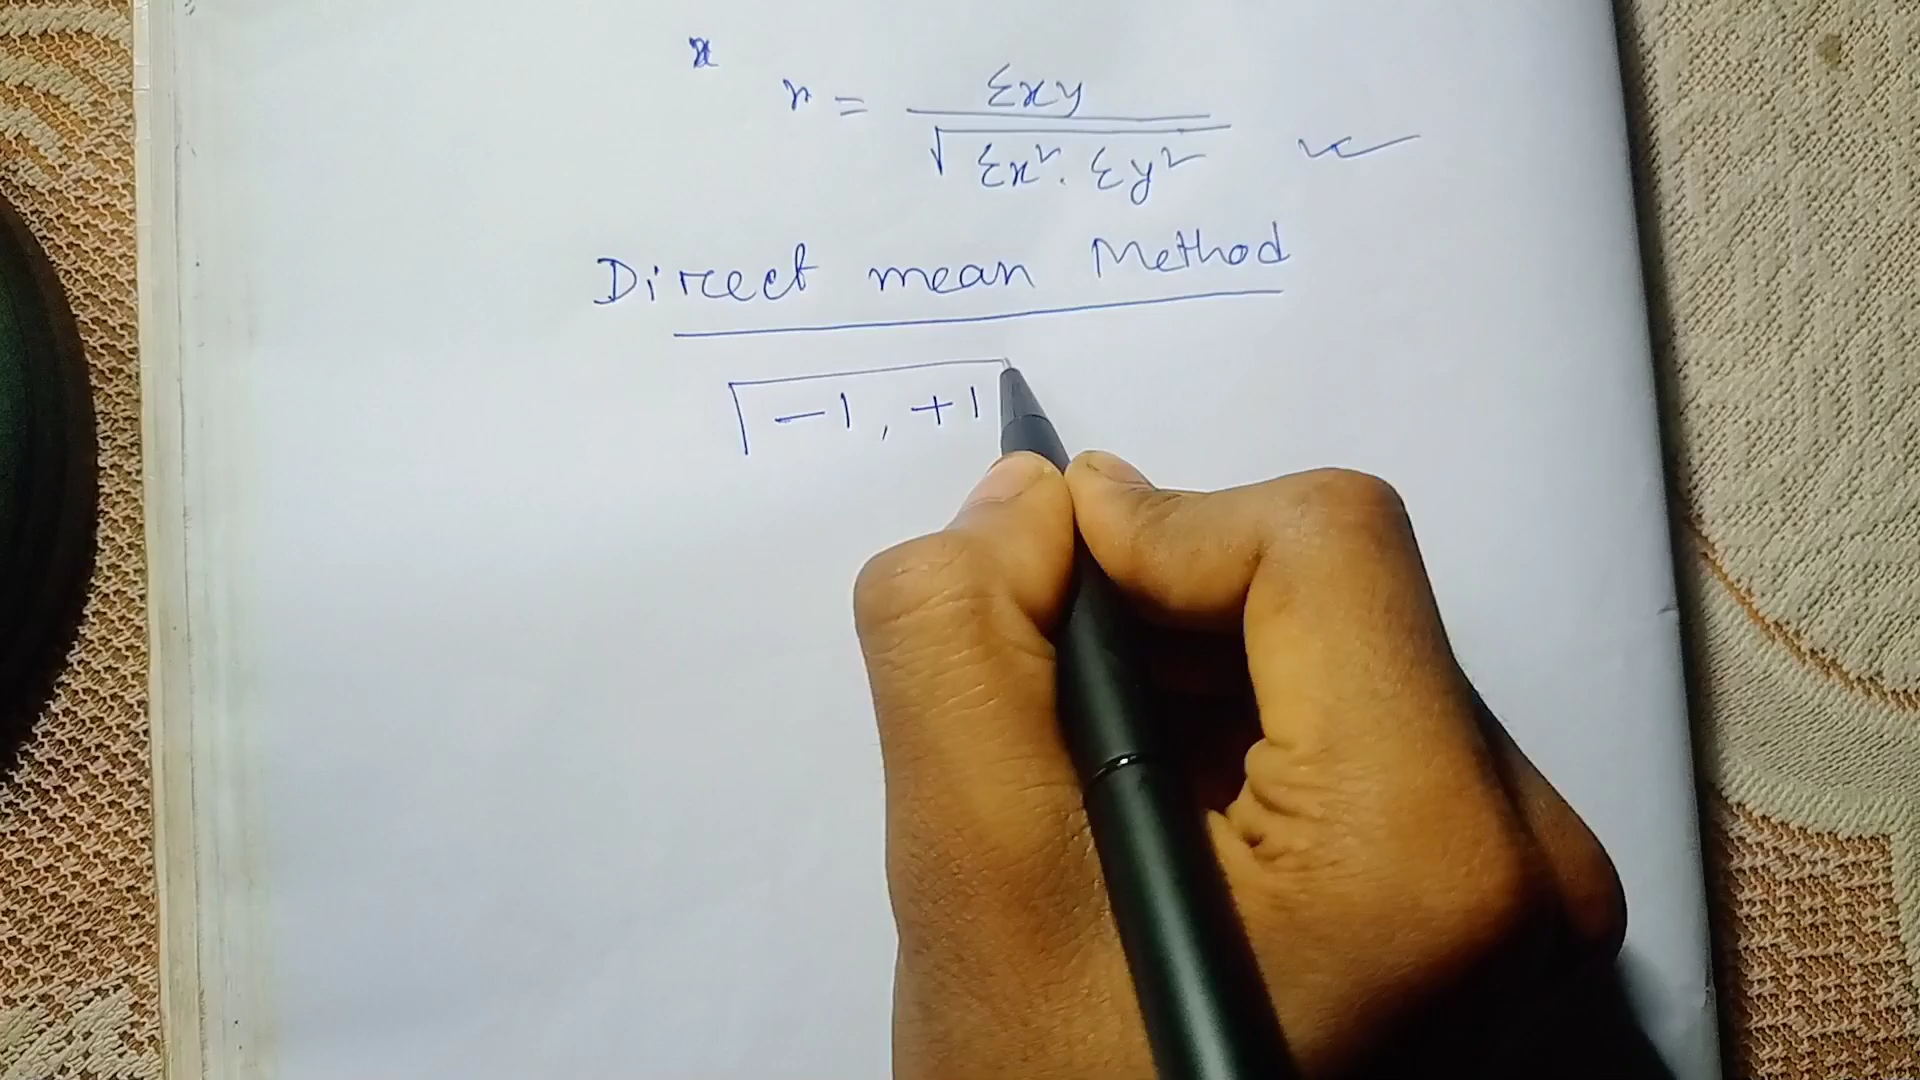 r = Σxy / √Σx². Σy²
Direct mean Method
-1, +1